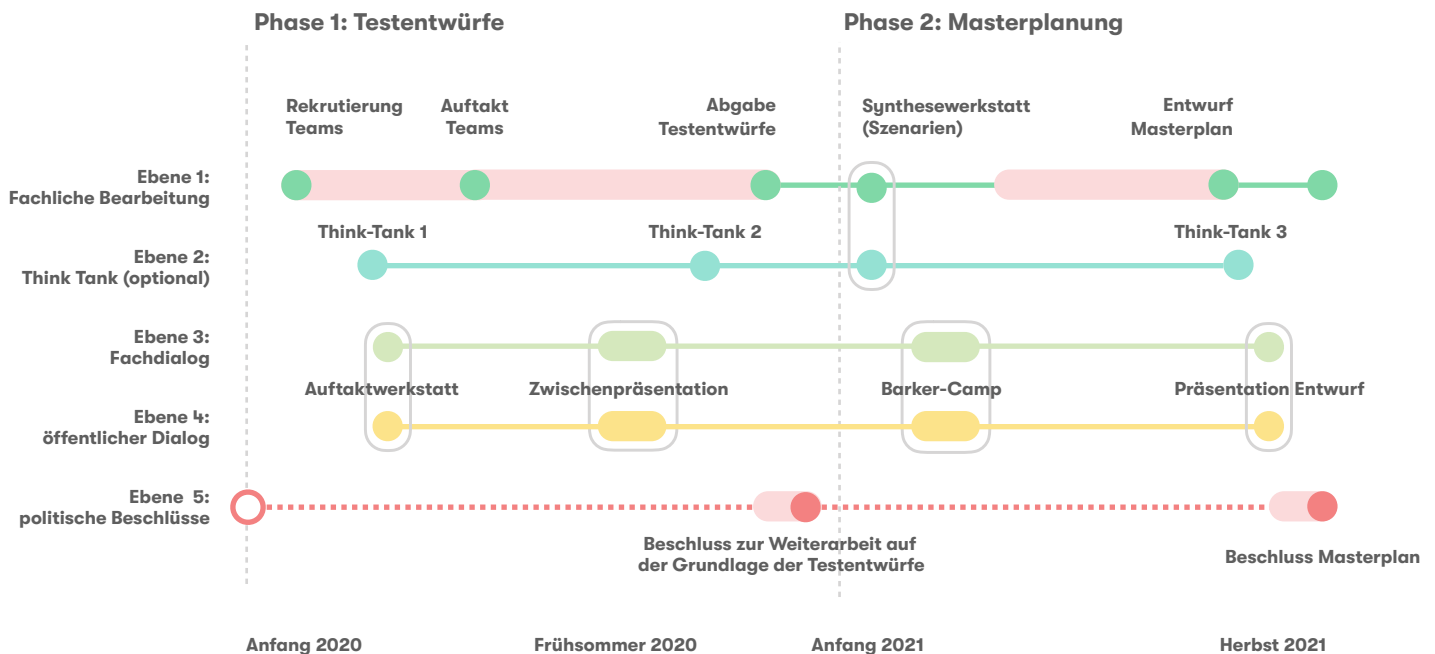 Phase 1: Testentwürfe
Phase 2: Masterplanung
Rekrutierung
Teams
Auftakt
Teams
Abgabe
Testentwürfe
Synthesewerkstatt
(Szenarien)
Entwurf
Masterplan
Ebene 1:
Fachliche Bearbeitung
Think-Tank 1
Think-Tank 2
Think-Tank 3
Ebene 2:
Think Tank (optional)
Ebene 3:
Fachdialog
Auftaktwerkstatt
Zwischenpräsentation
Barker-Camp
Präsentation Entwurf
Ebene 4:
öffentlicher Dialog
Ebene 5:
politische Beschlüsse
Beschluss zur Weiterarbeit auf
der Grundlage der Testentwürfe
Beschluss Masterplan
Anfang 2020
Frühsommer 2020
Anfang 2021
Herbst 2021